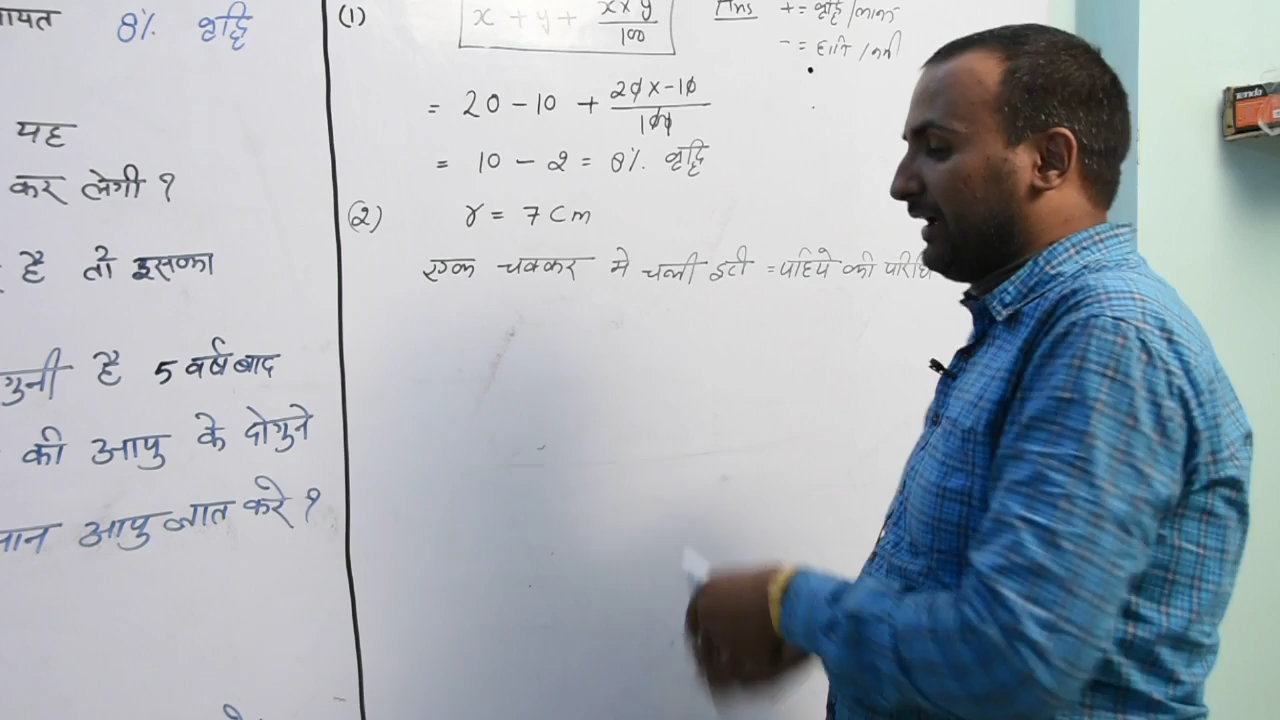 8% वृद्धि
यह
कर लेगी ?
है तो इसका
गुनी है 5 वर्ष बाद
की आयु के दोगुने
आयु ज्ञात करे ?
(1) x + y + x×y/100 Ans + = वृद्धि / लाभ
- = हानि / कमी
= 20 - 10 + 20 x -10/100
= 10 - 2 = 8% वृद्धि
(2) r = 7 cm
एक चक्कर मे चली दूरी = पहिये की परिधि
Tenda